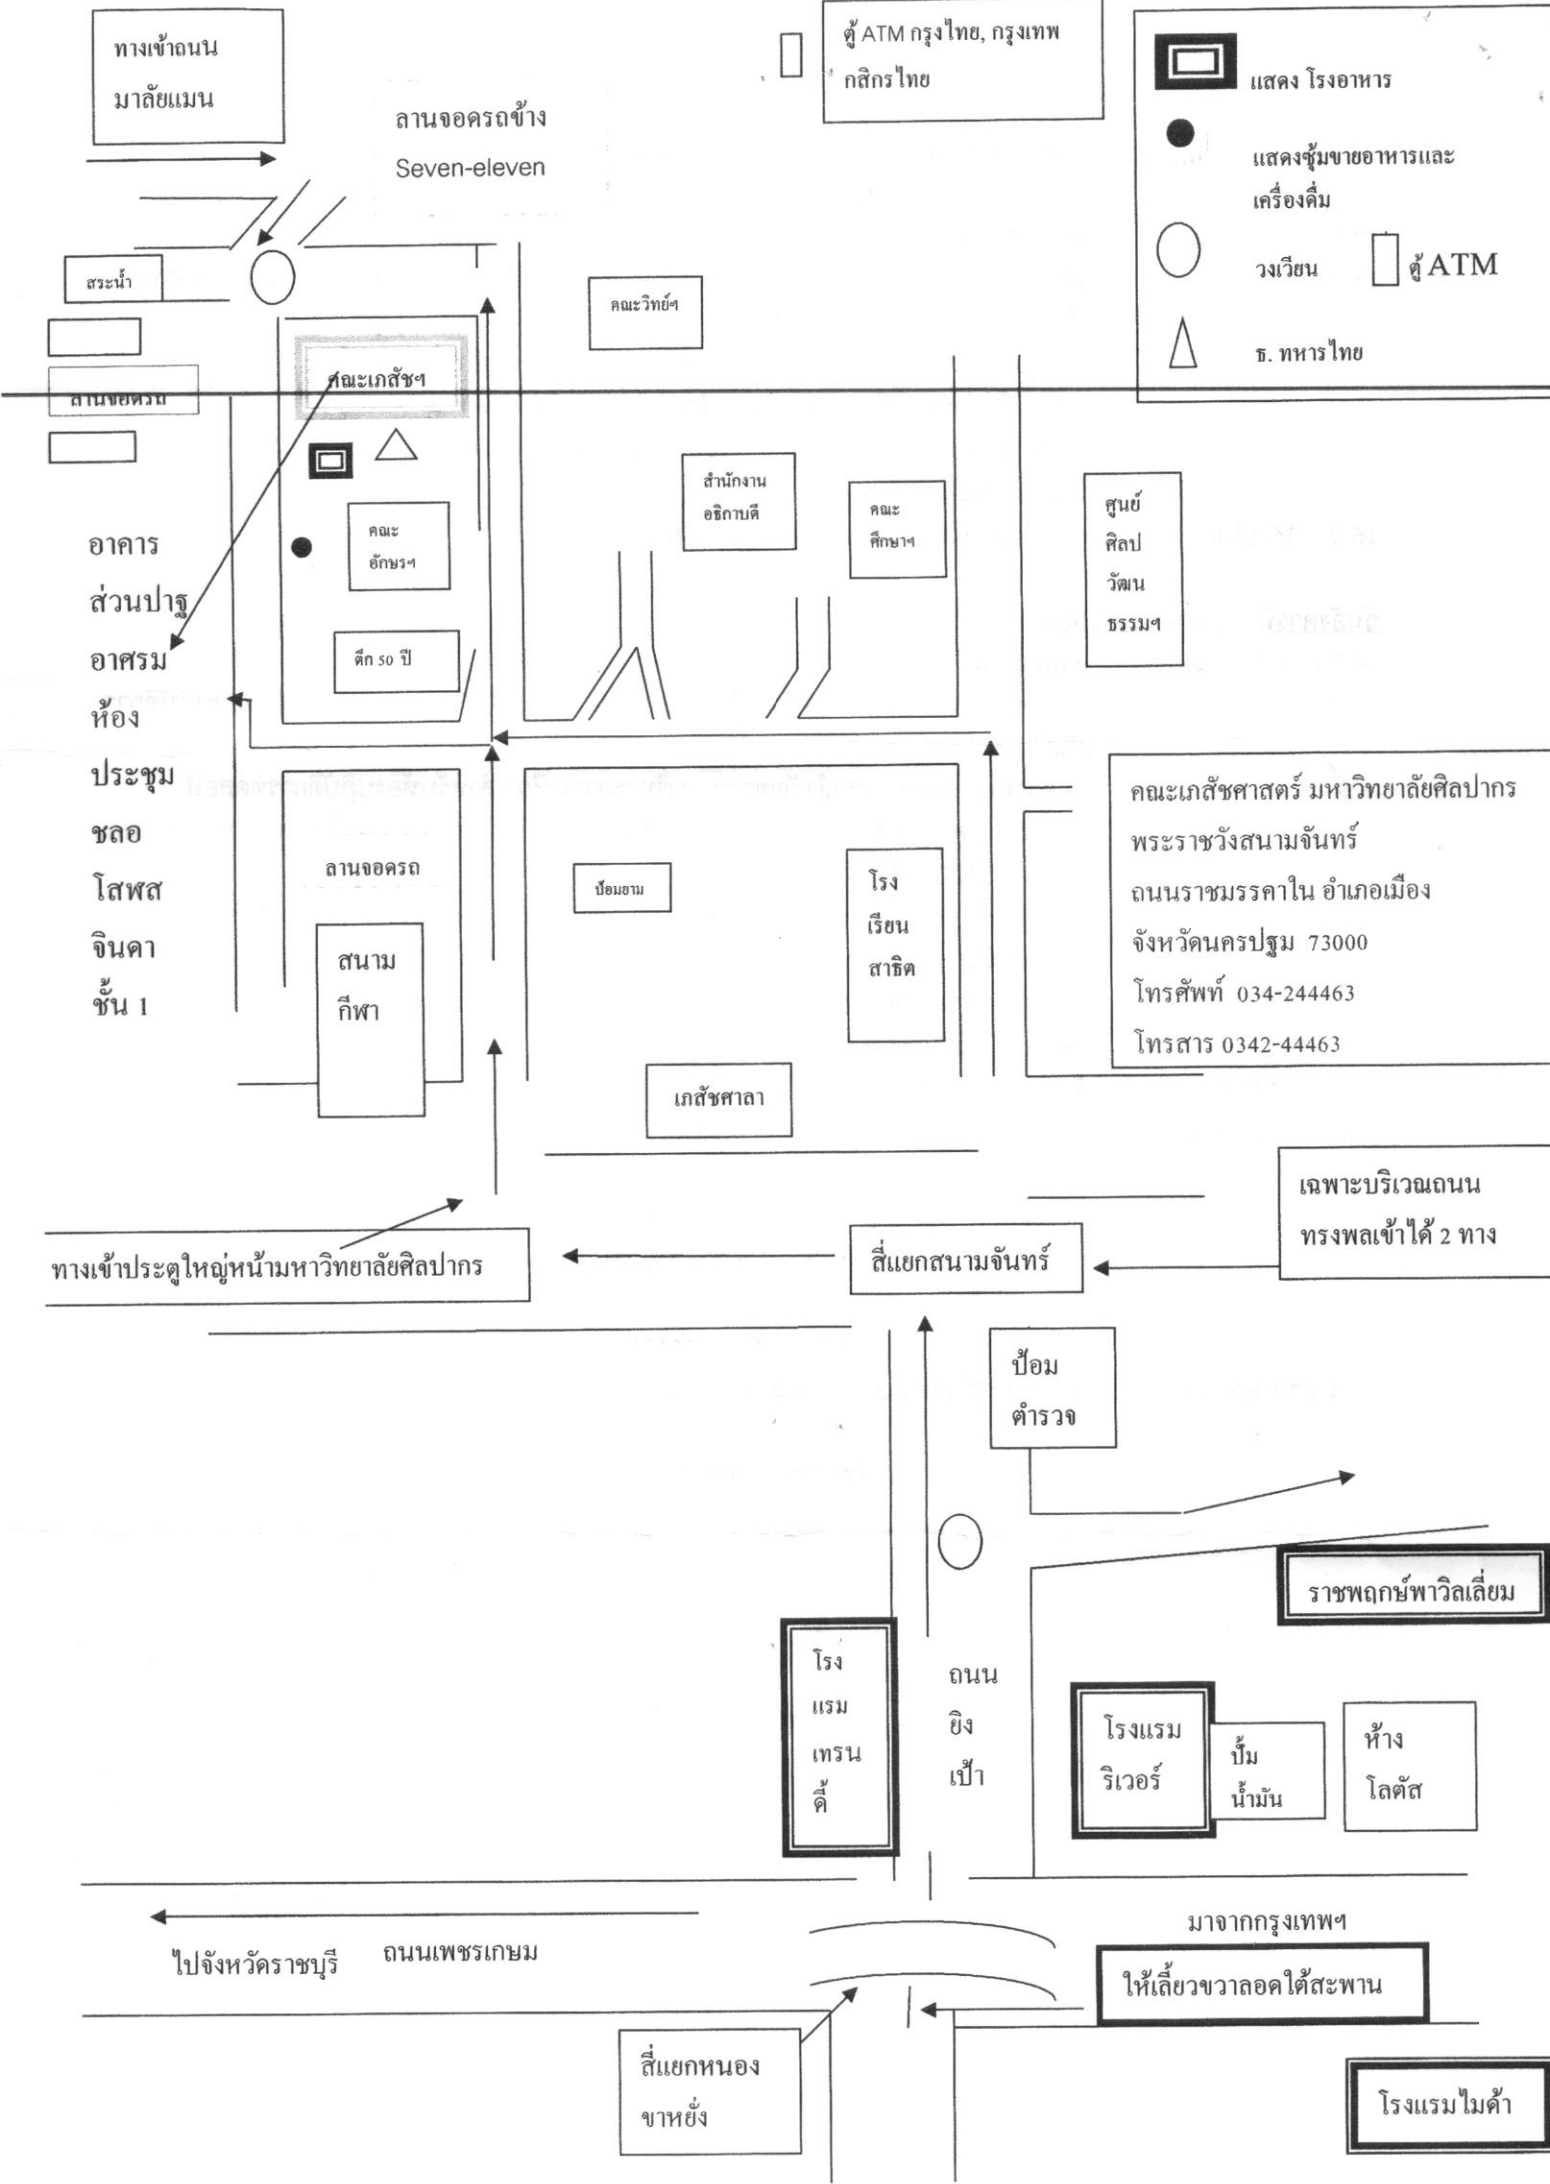 ทางเข้าถนน
มาลัยแมน
ลานจอดรถข้าง
Seven-eleven
ตู้ ATM กรุงไทย, กรุงเทพ
กสิกรไทย
แสดง โรงอาหาร
แสดงซุ้มขายอาหารและ
เครื่องดื่ม
วงเวียน
ตู้ ATM
ธ. ทหารไทย
สระน้ำ
คณะวิทย์ฯ
คณะเภสัชฯ
ลานจอดรถ
คณะ
อักษรฯ
ตึก 50 ปี
สำนักงาน
อธิกาบดี
คณะ
ศึกษาฯ
ศูนย์
ศิลป
วัฒน
ธรรมฯ
อาคาร
ส่วนปาฐ
อาศรม
ห้อง
ประชุม
ชลอ
โสฬส
จินดา
ชั้น 1
ลานจอดรถ
สนาม
กีฬา
ป้อมยาม
โรง
เรียน
สาธิต
เภสัชศาลา
คณะเภสัชศาสตร์ มหาวิทยาลัยศิลปากร
พระราชวังสนามจันทร์
ถนนราชมรรคาใน อำเภอเมือง
จังหวัดนครปฐม 73000
โทรศัพท์ 034-244463
โทรสาร 0342-44463
เฉพาะบริเวณถนน
ทรงพลเข้าได้ 2 ทาง
ทางเข้าประตูใหญ่หน้ามหาวิทยาลัยศิลปากร
สี่แยกสนามจันทร์
ป้อม
ตำรวจ
ราชพฤกษ์พาวิลเลี่ยม
โรง
แรม
เทรน
ดี้
ถนน
ยิง
เป้า
โรงแรม
ริเวอร์
ปั๊ม
น้ำมัน
ห้าง
โลตัส
มาจากกรุงเทพฯ
ไปจังหวัดราชบุรี
ถนนเพชรเกษม
ให้เลี้ยวขวาลอดใต้สะพาน
สี่แยกหนอง
ขาหยั่ง
โรงแรมไมด้า